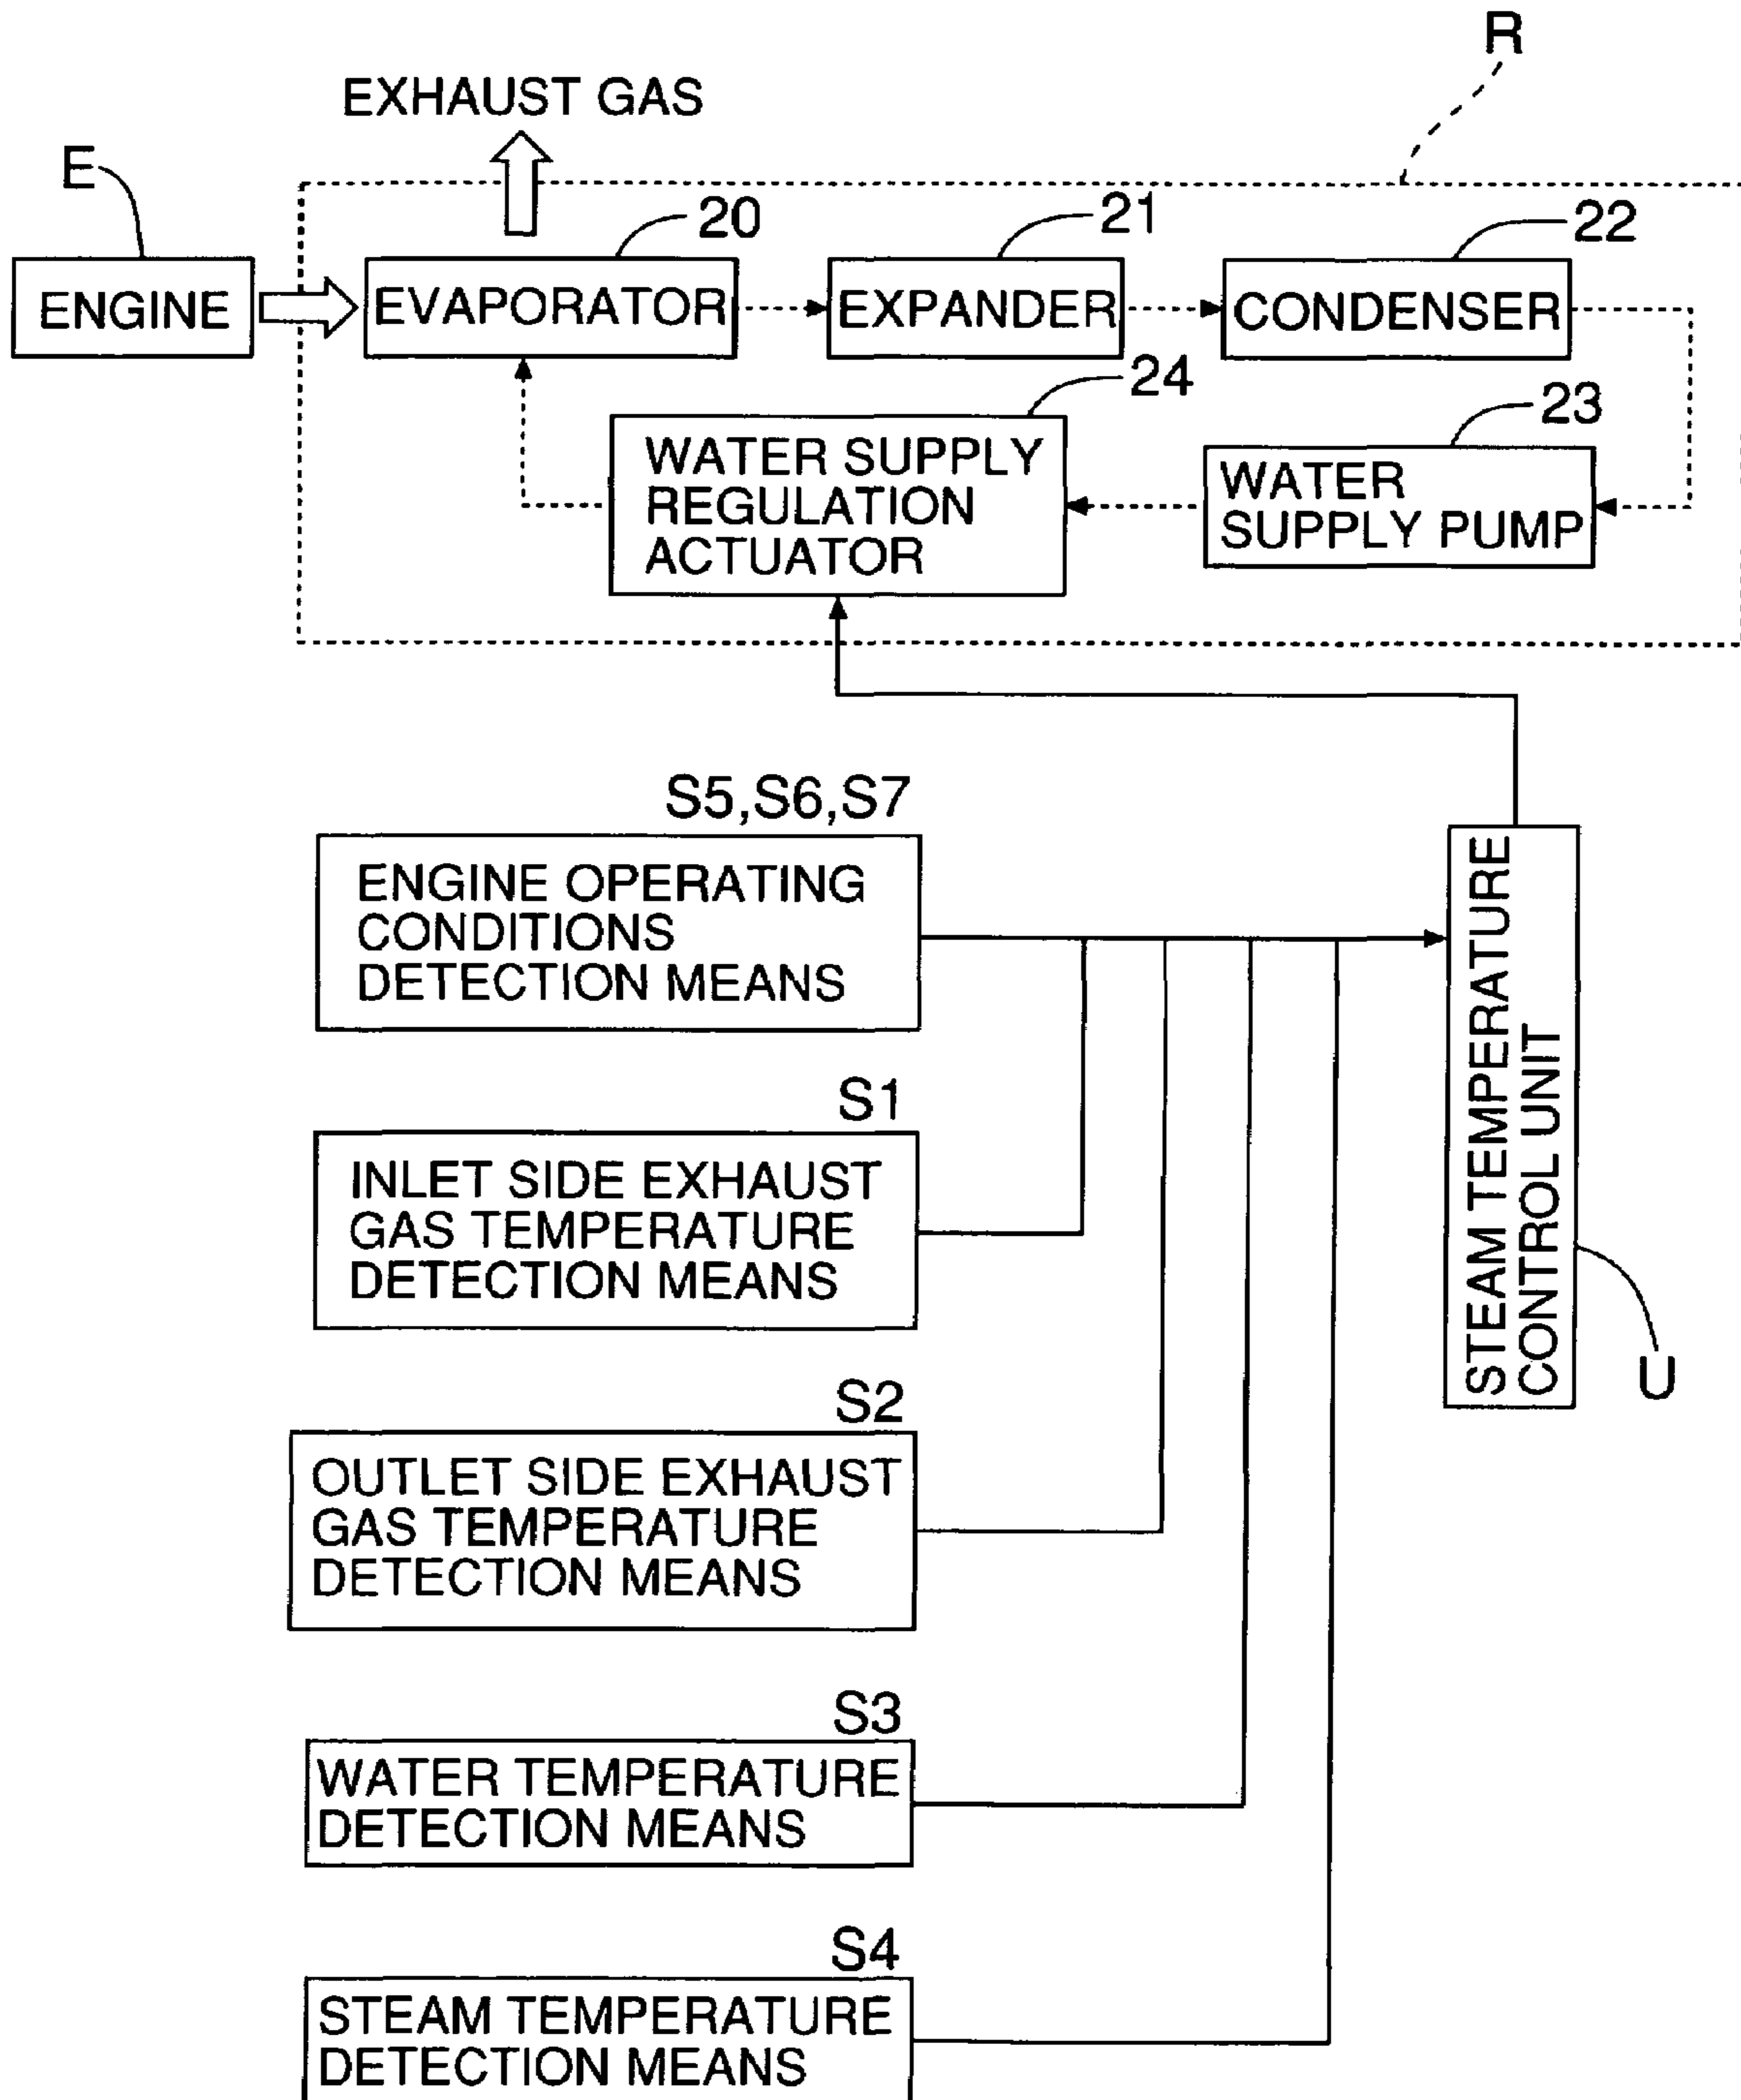 R
EXHAUST GAS
E
20
21
22
ENGINE
EVAPORATOR
EXPANDER
CONDENSER
24
23
WATER SUPPLY
REGULATION
ACTUATOR
WATER
SUPPLY PUMP
S5,S6,S7
ENGINE OPERATING
CONDITIONS
DETECTION MEANS
STEAM TEMPERATURE
CONTROL UNIT
U
S1
INLET SIDE EXHAUST
GAS TEMPERATURE
DETECTION MEANS
S2
OUTLET SIDE EXHAUST
GAS TEMPERATURE
DETECTION MEANS
S3
WATER TEMPERATURE
DETECTION MEANS
S4
STEAM TEMPERATURE
DETECTION MEANS